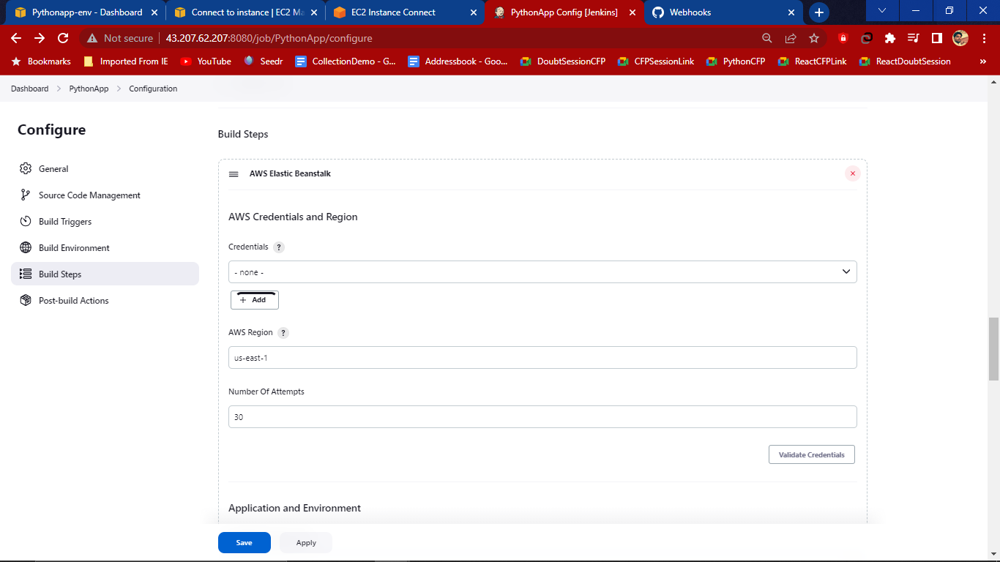 Pythonapp-env - Dashboard
Connect to instance | EC2 Ma
EC2 Instance Connect
PythonApp Config [Jenkins]
Webhooks
Not secure 43.207.62.207:8080/job/PythonApp/configure
Bookmarks
Imported From IE
YouTube
Seedr
CollectionDemo - G...
Addressbook - Goo...
DoubtSessionCFP
CFPSessionLink
PythonCFP
ReactCFPLink
ReactDoubtSession
»
Dashboard > PythonApp > Configuration
Configure
General
Source Code Management
Build Triggers
Build Environment
Build Steps
Post-build Actions
Build Steps
AWS Elastic Beanstalk
AWS Credentials and Region
Credentials ?
- none -
+ Add
AWS Region ?
us-east-1
Number Of Attempts
30
Validate Credentials
Application and Environment
Save
Apply